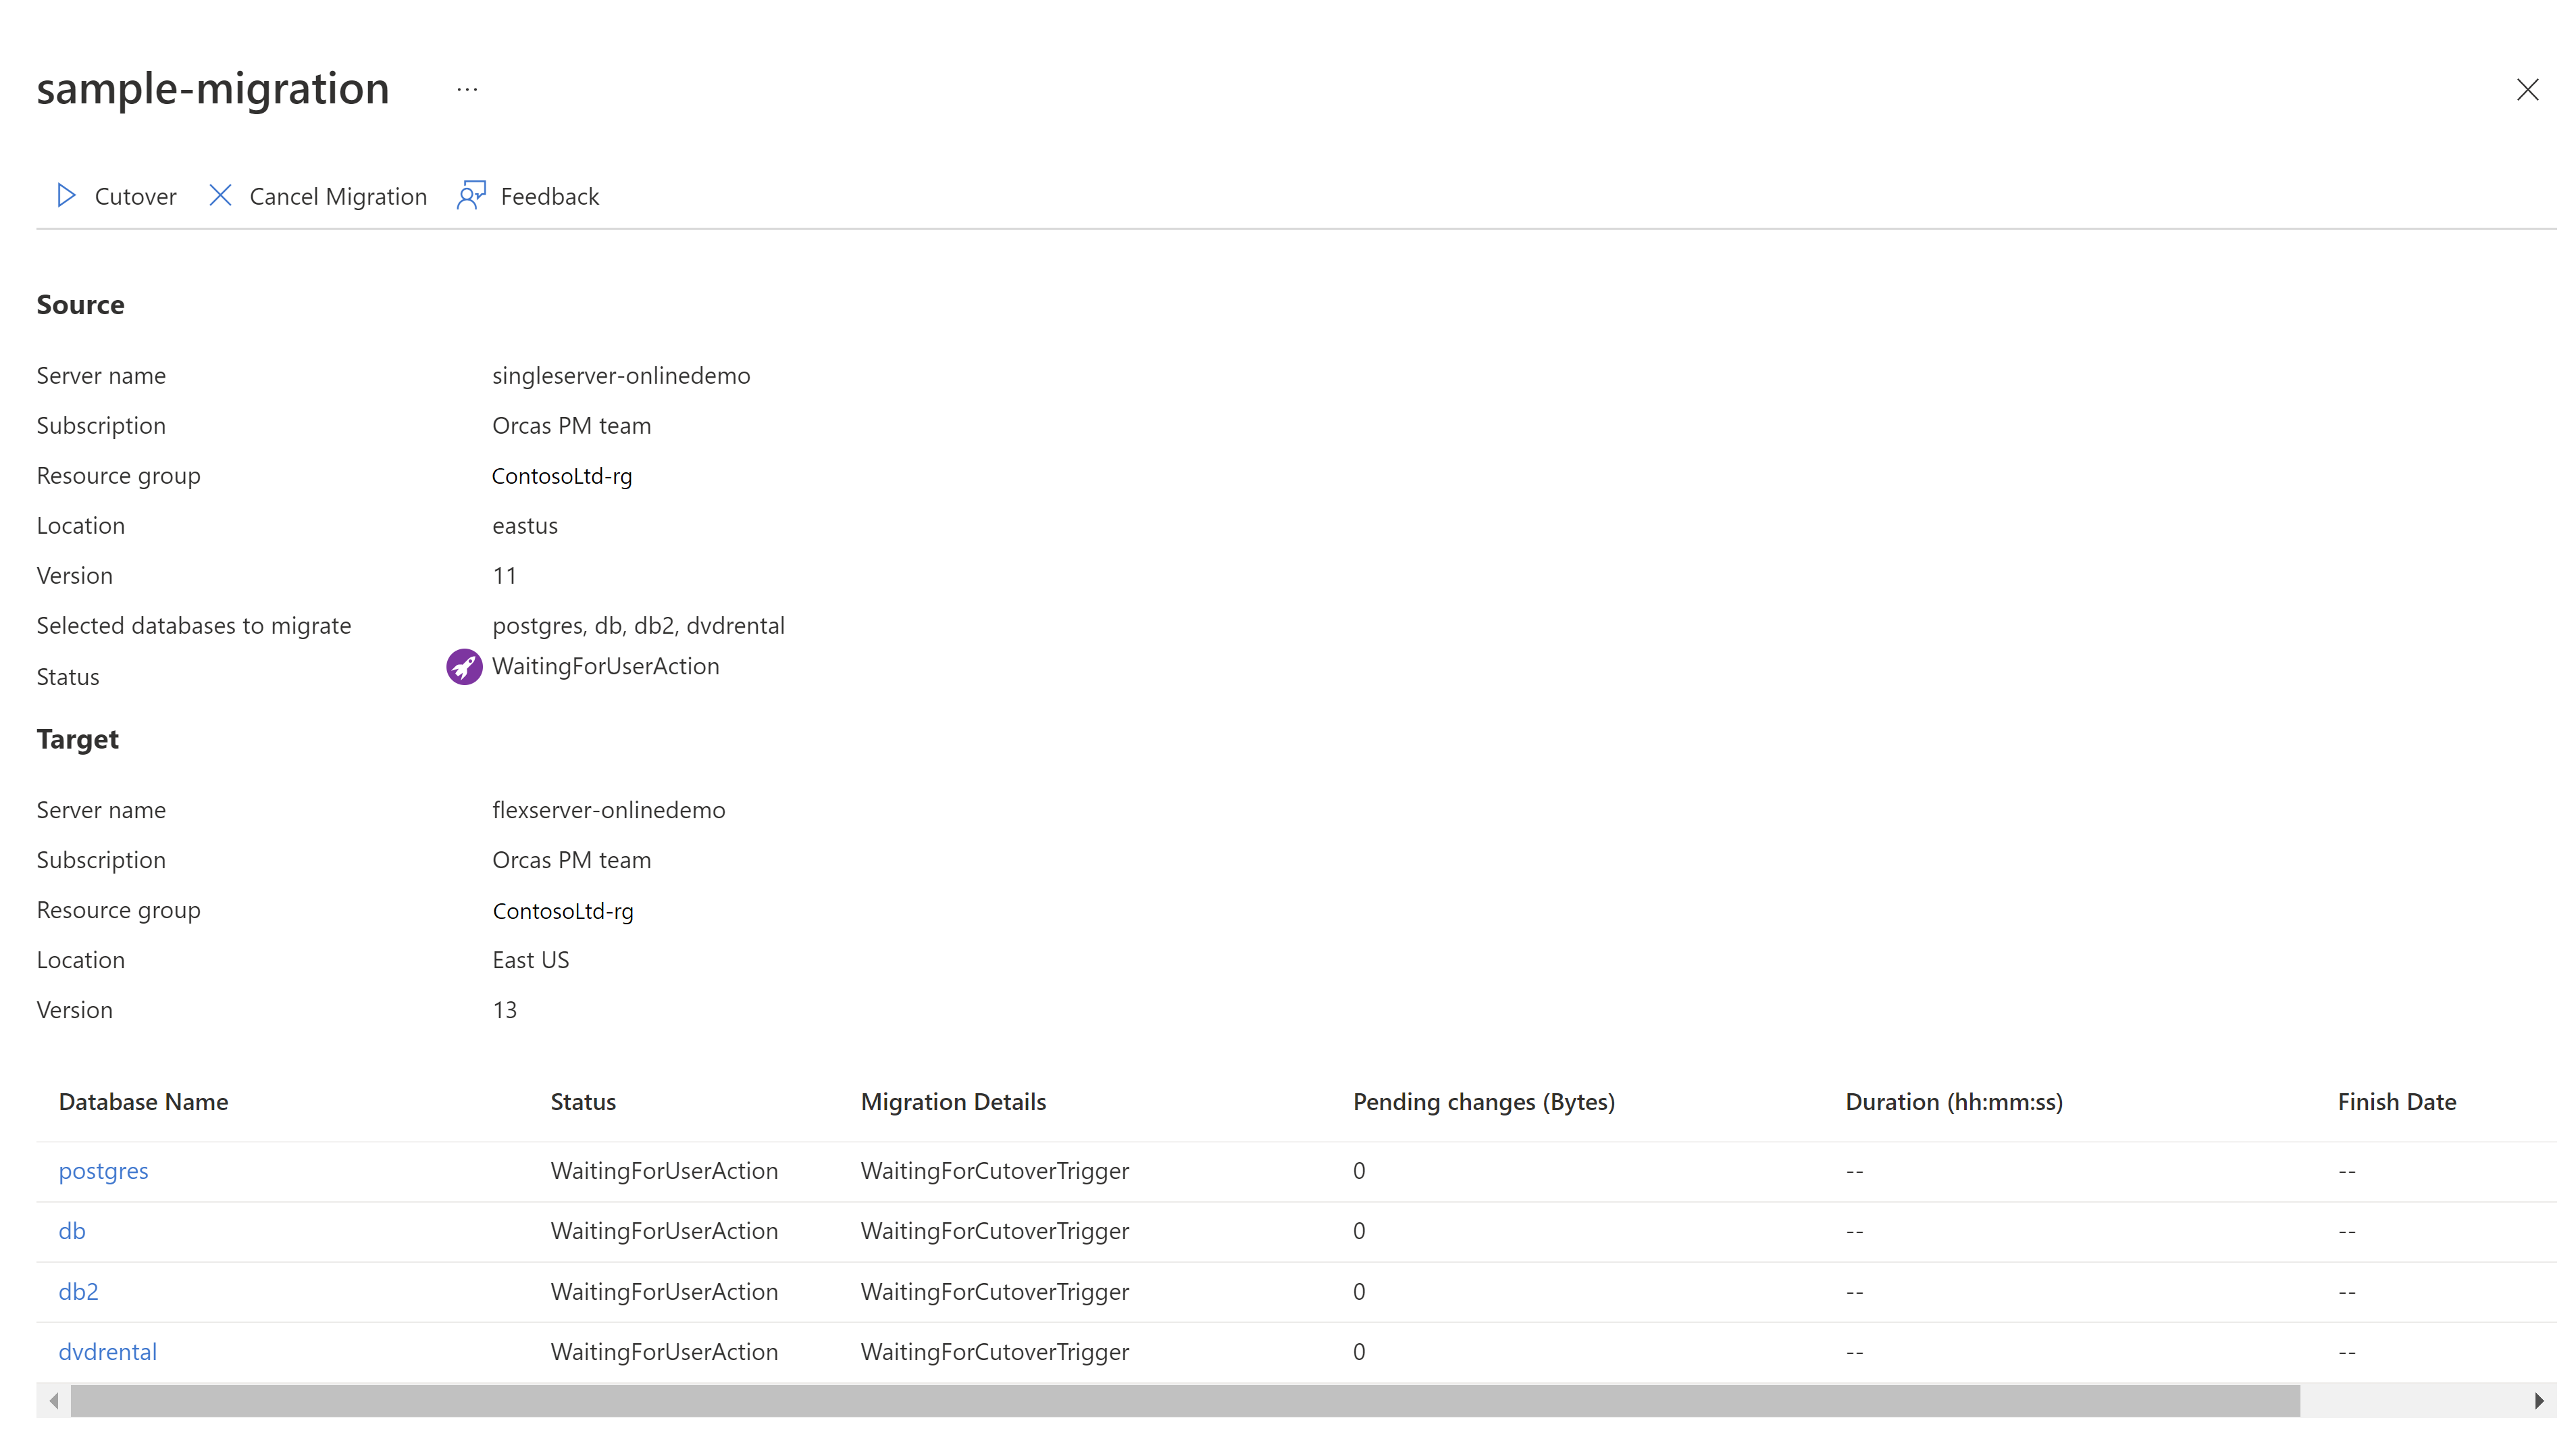 sample-migration ...
Cutover Cancel Migration Feedback
Source
Server name singleserver-onlinedemo
Subscription Orcas PM team
Resource group ContosoLtd-rg
Location eastus
Version 11
Selected databases to migrate postgres, db, db2, dvdrental
Status WaitingForUserAction
Target
Server name flexserver-onlinedemo
Subscription Orcas PM team
Resource group ContosoLtd-rg
Location East US
Version 13
Database Name Status Migration Details Pending changes (Bytes) Duration (hh:mm:ss) Finish Date
postgres WaitingForUserAction WaitingForCutoverTrigger 0 -- --
db WaitingForUserAction WaitingForCutoverTrigger 0 -- --
db2 WaitingForUserAction WaitingForCutoverTrigger 0 -- --
dvdrental WaitingForUserAction WaitingForCutoverTrigger 0 -- --